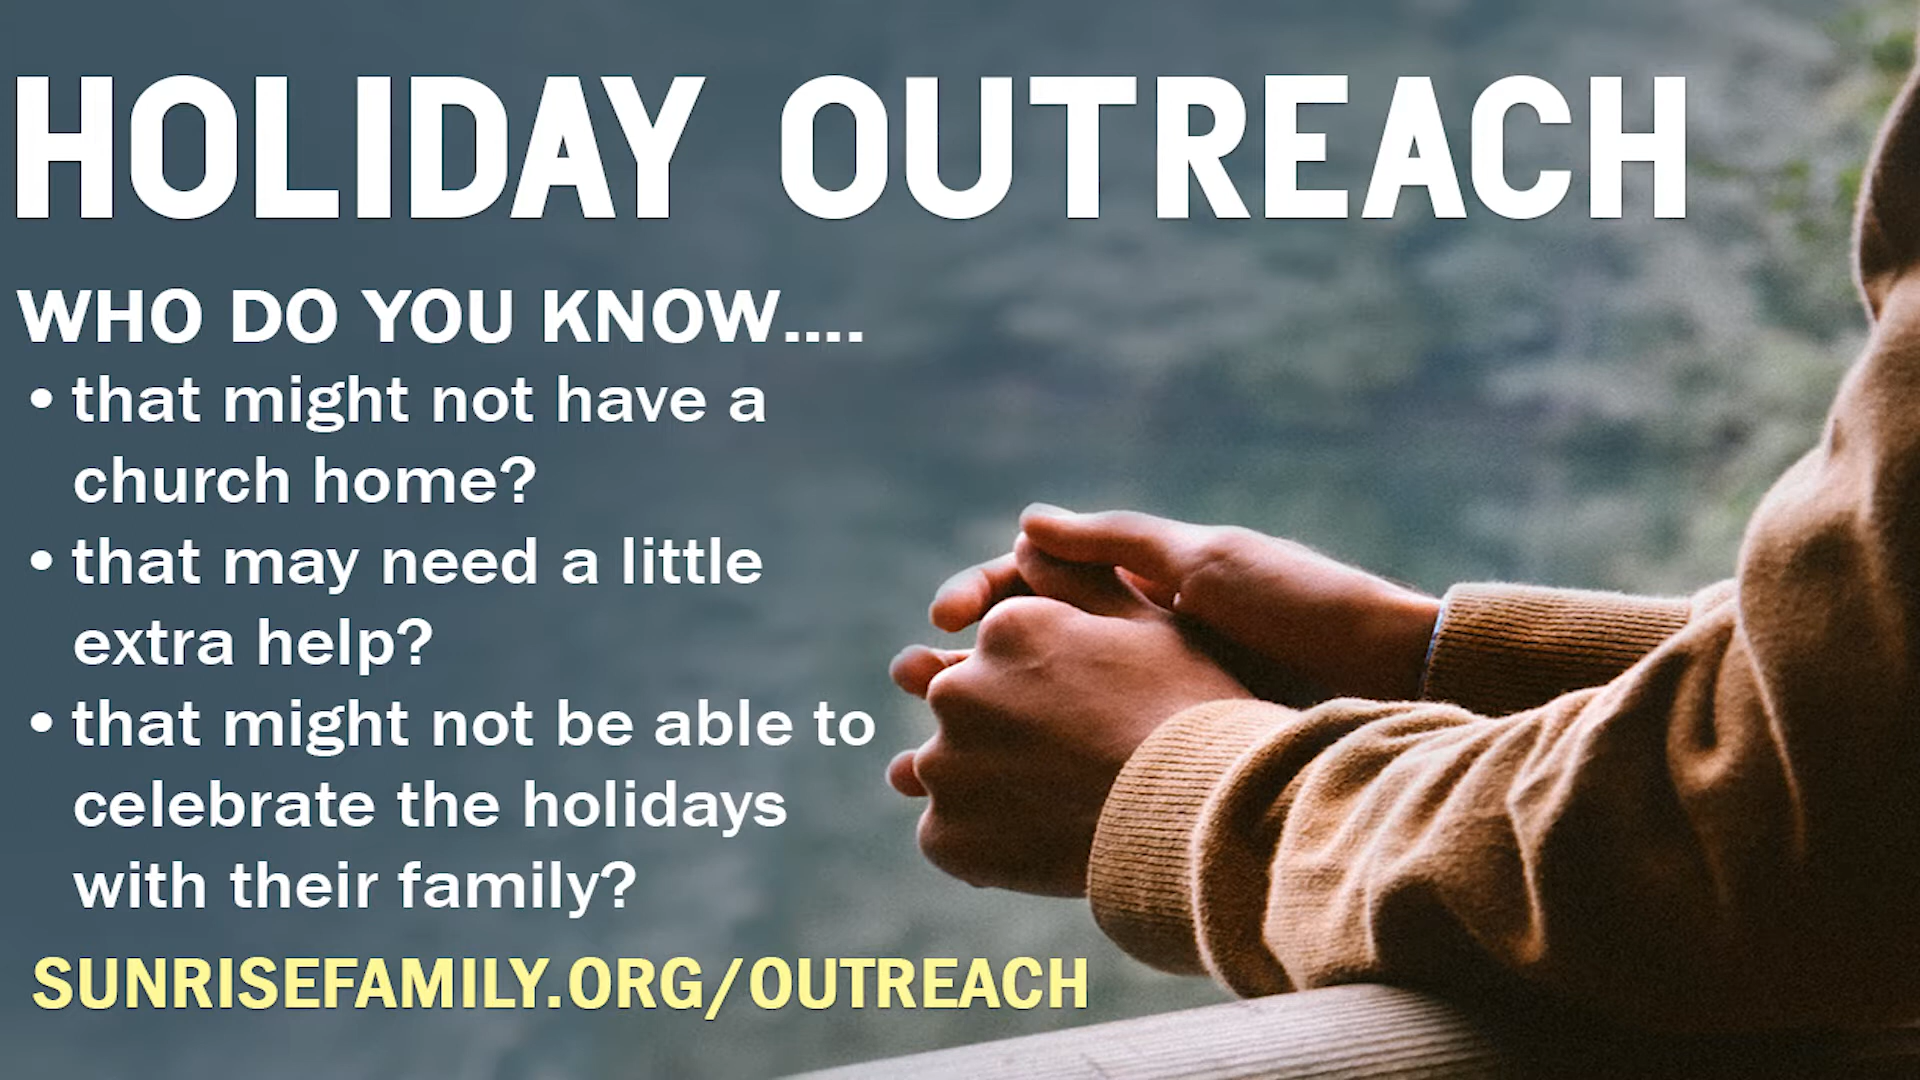 HOLIDAY OUTREACH
WHO DO YOU KNOW....
• that might not have a
church home?
• that may need a little
extra help?
• that might not be able to
celebrate the holidays
with their family?
SUNRISEFAMILY.ORG/OUTREACH